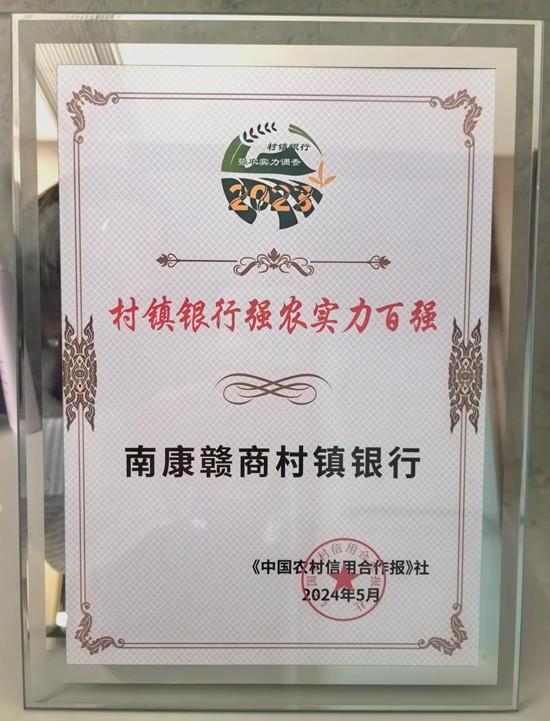 村镇银行
强农实力调查
2023
村镇银行强农实力百强
南康赣商村镇银行
《中国农村信用合作报》社
2024年5月